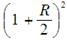 (1 + R/2)²